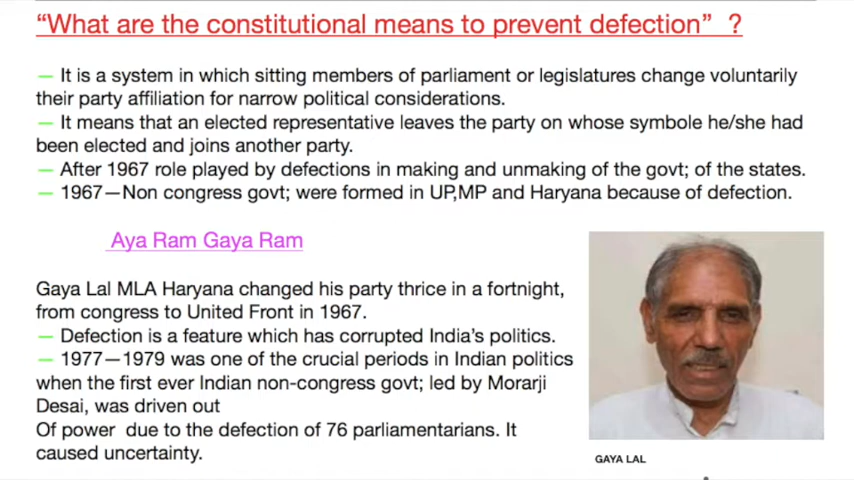 “What are the constitutional means to prevent defection” ?
— It is a system in which sitting members of parliament or legislatures change voluntarily
their party affiliation for narrow political considerations.
— It means that an elected representative leaves the party on whose symbole he/she had
been elected and joins another party.
— After 1967 role played by defections in making and unmaking of the govt; of the states.
— 1967—Non congress govt; were formed in UP,MP and Haryana because of defection.
Aya Ram Gaya Ram
Gaya Lal MLA Haryana changed his party thrice in a fortnight,
from congress to United Front in 1967.
— Defection is a feature which has corrupted India’s politics.
— 1977—1979 was one of the crucial periods in Indian politics
when the first ever Indian non-congress govt; led by Morarji
Desai, was driven out
Of power due to the defection of 76 parliamentarians. It
caused uncertainty.
GAYA LAL